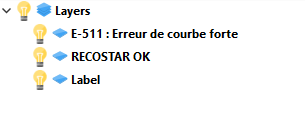 Layers
E-511 : Erreur de courbe forte
RECOSTAR OK
Label